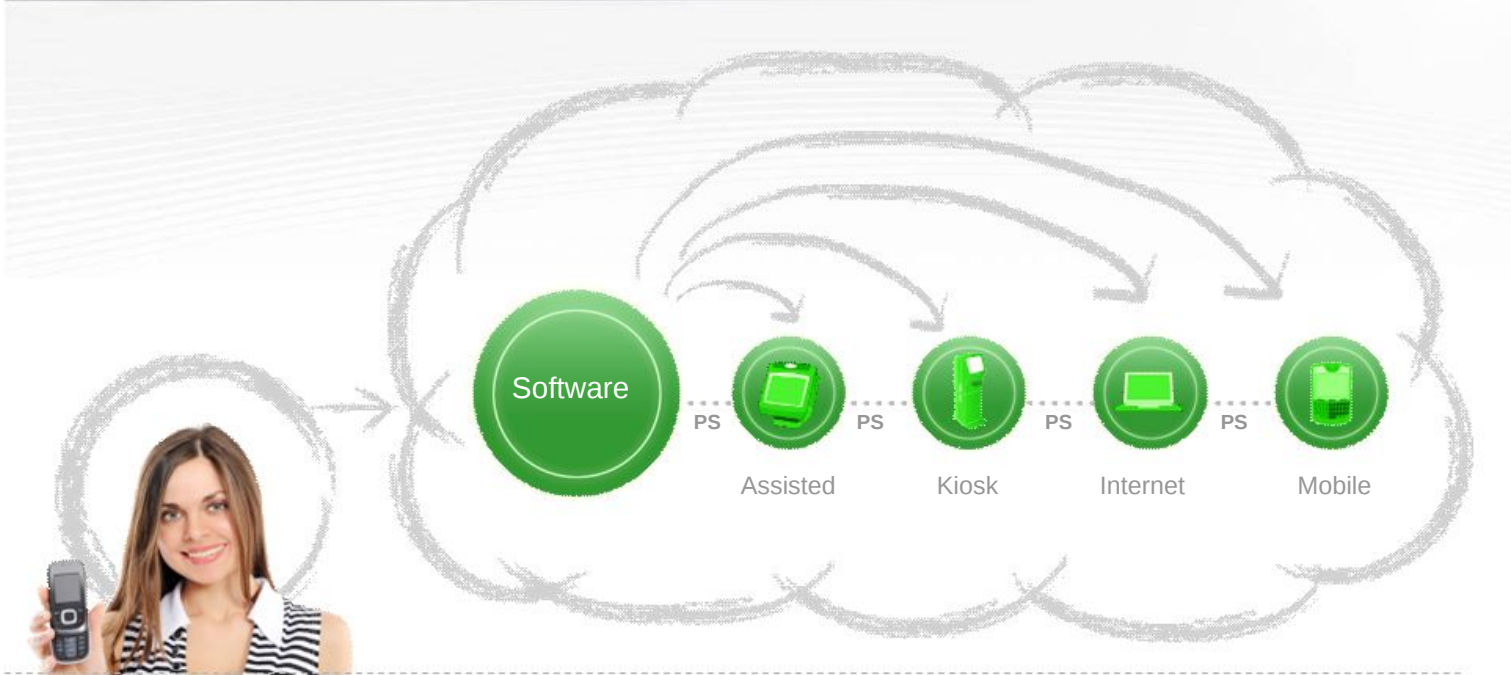 Software
PS
PS
PS
PS
Assisted
Kiosk
Internet
Mobile